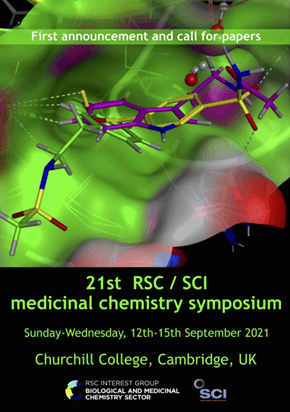 First announcement and call for papers
21st RSC / SCI
medicinal chemistry symposium
Sunday-Wednesday, 12th-15th September 2021
Churchill College, Cambridge, UK
RSC INTEREST GROUP
BIOLOGICAL AND MEDICINAL
CHEMISTRY SECTOR
SCI